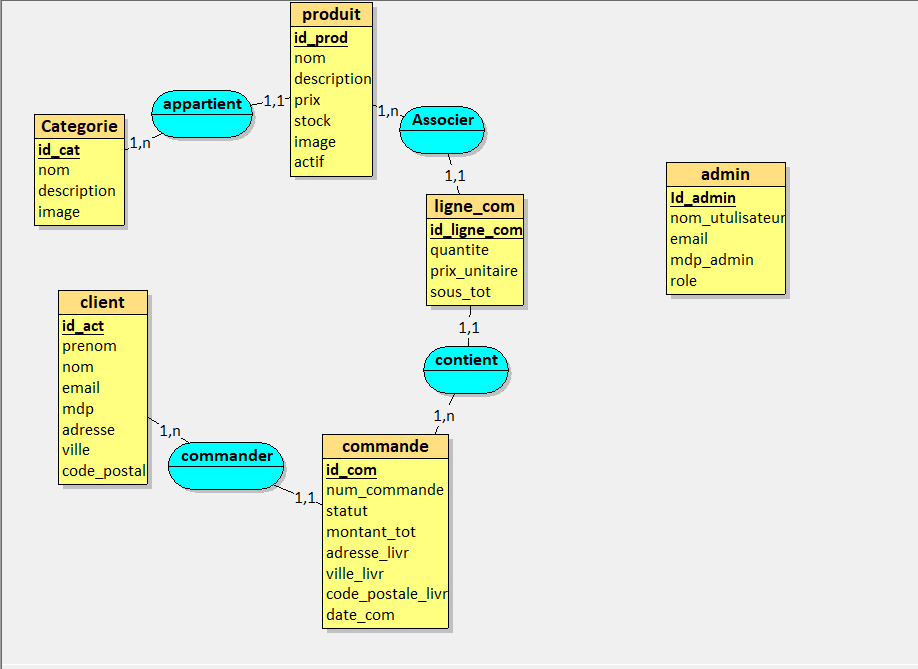 produit
id_prod
nom
description
prix
stock
image
actif
appartient
1,1
1,n
Categorie
id_cat
nom
description
image
1,n
Associer
1,1
ligne_com
id_ligne_com
quantite
prix_unitaire
sous_tot
admin
Id_admin
nom_utulisateur
email
mdp_admin
role
client
id_act
prenom
nom
email
mdp
adresse
ville
code_postal
1,n
commander
1,1
1,1
contient
1,n
commande
id_com
num_commande
statut
montant_tot
adresse_livr
ville_livr
code_postale_livr
date_com